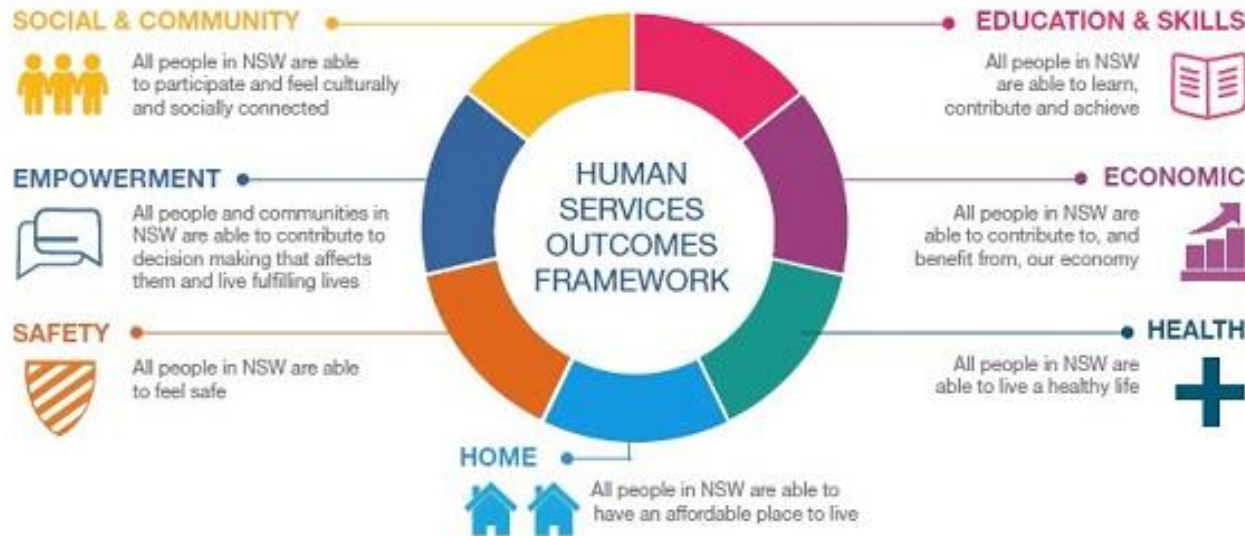 SOCIAL & COMMUNITY
All people in NSW are able
to participate and feel culturally
and socially connected
EMPOWERMENT
All people and communities in
NSW are able to contribute to
decision making that affects
them and live fulfilling lives
SAFETY
All people in NSW are able
to feel safe
HUMAN
SERVICES
OUTCOMES
FRAMEWORK
EDUCATION & SKILLS
All people in NSW
are able to learn,
contribute and achieve
ECONOMIC
All people in NSW are
able to contribute to, and
benefit from, our economy
HEALTH
All people in NSW are
able to live a healthy life
HOME
All people in NSW are able to
have an affordable place to live